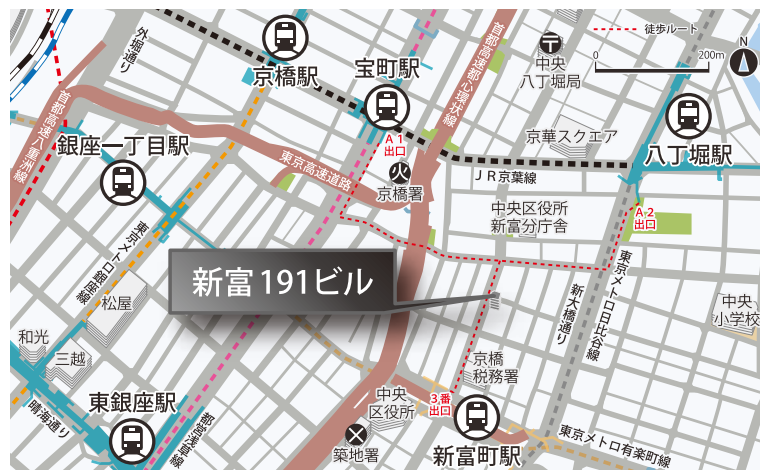 外堀通り
京橋駅
宝町駅
首都高速都心環状線
中央
八丁堀局
徒歩ルート
0
200m
N
首都高速八重洲線
銀座一丁目駅
東京高速道路
A1
出口
火
京橋署
京華スクエア
八丁堀駅
JR京葉線
中央区役所
新富分庁舎
A2
出口
東京メトロ銀座線
新富191ビル
新大橋通り
東京メトロ日比谷線
松屋
和光
三越
中央
小学校
京橋
税務署
中央
区役所
3番
出口
東銀座駅
晴海通り
都営浅草線
築地署
新富町駅
東京メトロ有楽町線